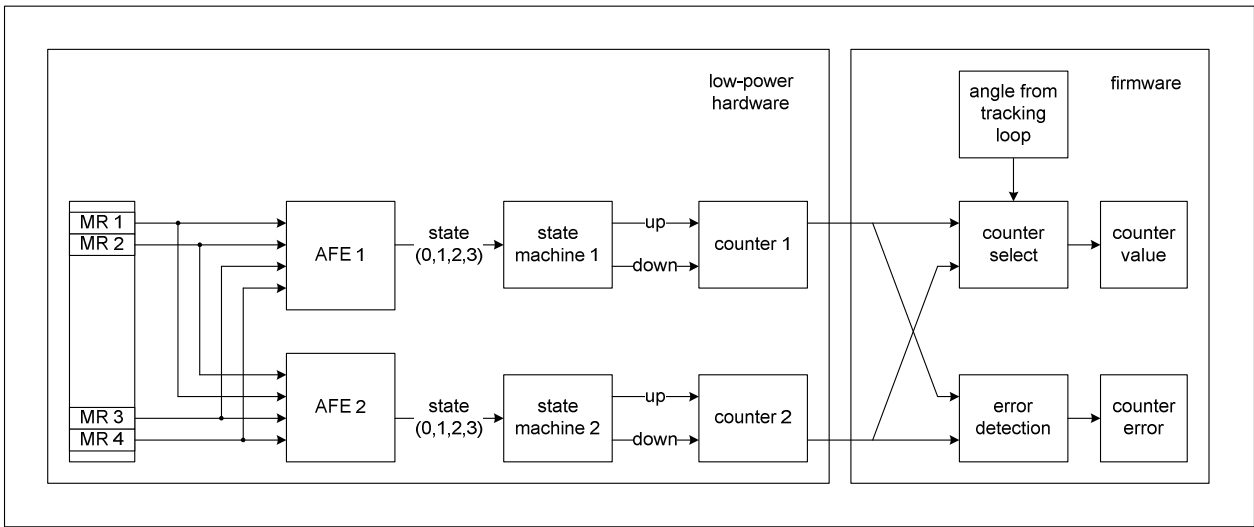 low-power
hardware
firmware
angle from
tracking
loop
MR 1
MR 2
MR 3
MR 4
AFE 1
state
(0,1,2,3)
state
machine 1
up
down
counter 1
counter
select
counter
value
AFE 2
state
(0,1,2,3)
state
machine 2
up
down
counter 2
error
detection
counter
error